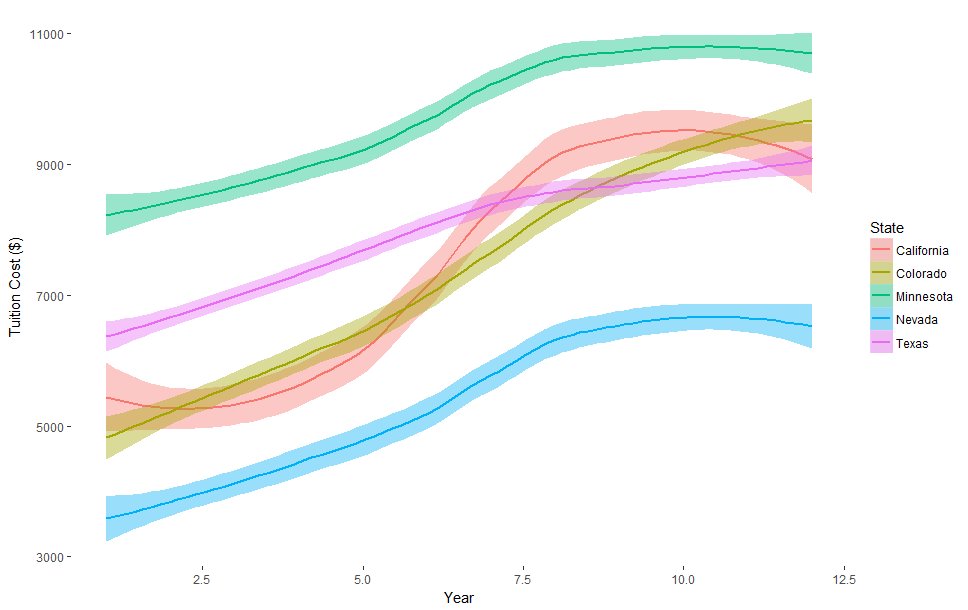 11000
9000
7000
5000
3000
Tuition Cost ($)
2.5 5.0 7.5 10.0 12.5
Year
State
California
Colorado
Minnesota
Nevada
Texas